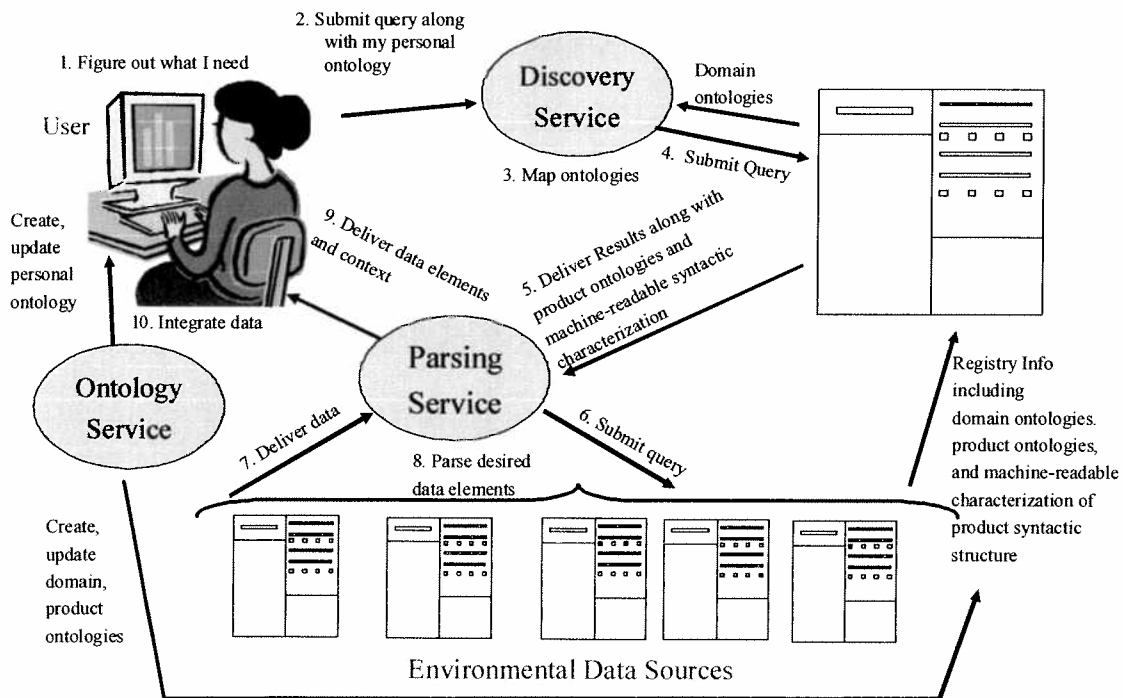 2. Submit query along
with my personal
ontology
1. Figure out what I need
User
Discovery
Service
Domain
ontologies
4. Submit Query
3. Map ontologies
Create,
update
personal
ontology
9. Deliver data elements
and context
5. Deliver Results along with
product ontologies and
machine-readable syntactic
characterization
10. Integrate data
Ontology
Service
Parsing
Service
Registry Info
including
domain ontologies.
product ontologies,
and machine-readable
characterization of
product syntactic
structure
7. Deliver data
6. Submit query
8. Parse desired
data elements
Create,
update
domain,
product
ontologies
Environmental Data Sources